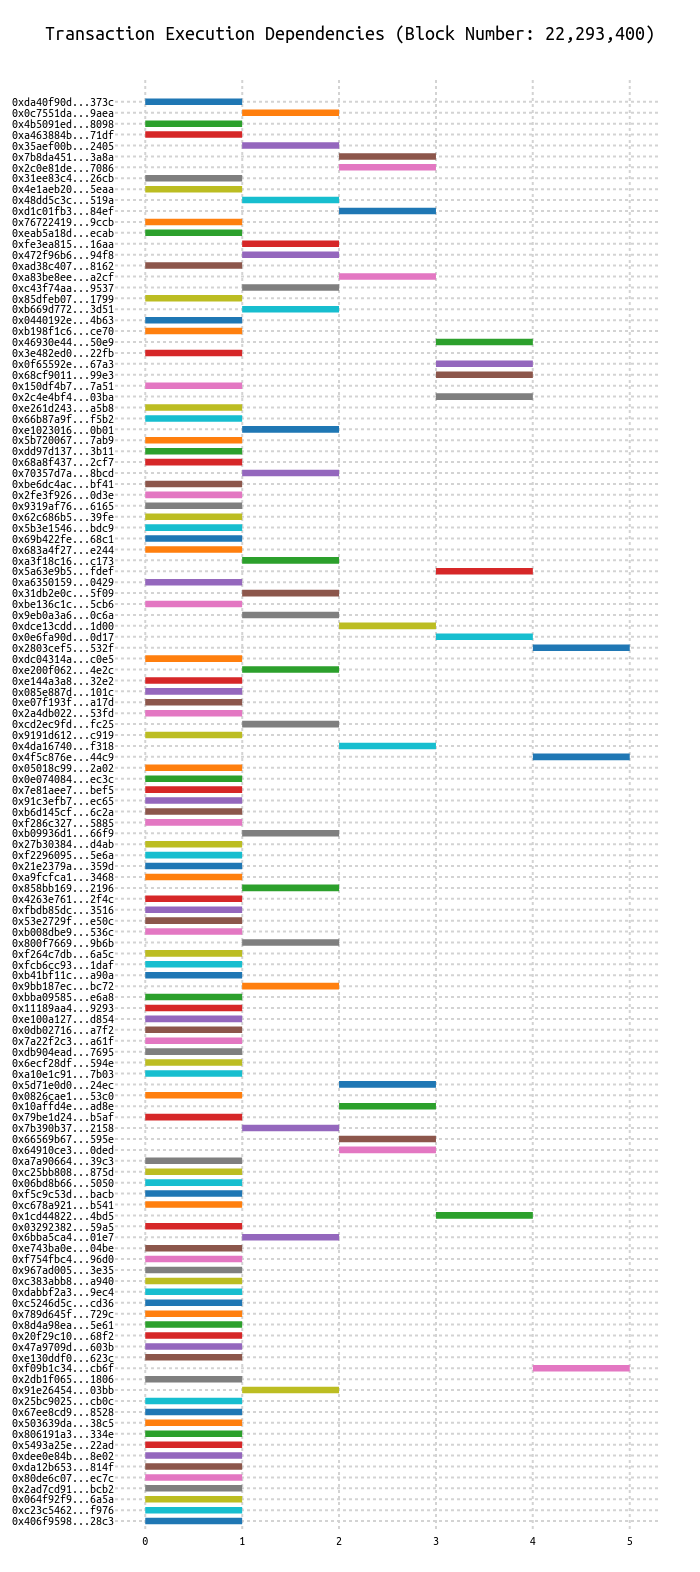 Transaction Execution Dependencies (Block Number: 22,293,400)
0xda40f90d...373c
0x0c7551da...9aea
0x4b5091ed...8098
0xa463884b...71df
0x35aef00b...2405
0x7b8da451...3a8a
0x2c0e81de...7086
0x31ee83c4...26cb
0x4e1aeb20...5eaa
0x48dd5c3c...519a
0xd1c01fb3...84ef
0x76722419...9ccb
0xeab5a18d...ecab
0xfe3ea815...16aa
0x472f96b6...94f8
0xad38c407...8162
0xa83be8ee...a2cf
0xc43f74aa...9537
0x85dfeb07...1799
0xb669d772...3d51
0x0440192e...4b63
0xb198f1c6...ce70
0x46930e44...50e9
0x3e482ed0...22fb
0x0f65592e...67a3
0x68cf9011...99e3
0x150df4b7...7a51
0x2c4e4bf4...03ba
0xe261d243...a5b8
0x66b87a9f...f5b2
0xe1023016...0b01
0x5b720067...7ab9
0xdd97d137...3b11
0x68a8f437...2cf7
0x70357d7a...8bcd
0xbe6dc4ac...bf41
0x2fe3f926...0d3e
0x9319af76...6165
0x62c686b5...39fe
0x5b3e1546...bdc9
0x69b422fe...68c1
0x683a4f27...e244
0xa3f18c16...c173
0x5a63e9b5...fdef
0xa6350159...0429
0x31db2e0c...5f09
0xbe136c1c...5cb6
0x9eb0a3a6...0c6a
0xdce13cdd...1d00
0x0e6fa90d...0d17
0x2803cef5...532f
0xdc04314a...c0e5
0xe200f062...4e2c
0xe144a3a8...32e2
0x085e887d...101c
0xe07f193f...a17d
0x2a4db022...53fd
0xcd2ec9fd...fc25
0x9191d612...c919
0x4da16740...f318
0x4f5c876e...44c9
0x05018c99...2a02
0x0e074084...ec3c
0x7e81aee7...bef5
0x91c3efb7...ec65
0xb6d145cf...6c2a
0xf286c327...5885
0xb09936d1...66f9
0x27b30384...d4ab
0xf2296095...5e6a
0x21e2379a...359d
0xa9fcfca1...3468
0x858bb169...2196
0x4263e761...2f4c
0xfbdb85dc...3516
0x53e2729f...e50c
0xb008dbe9...536c
0x800f7669...9b6b
0xf264c7db...6a5c
0xfcb6cc93...1daf
0xb41bf11c...a90a
0x9bb187ec...bc72
0xbba09585...e6a8
0x11189aa4...9293
0xe100a127...d854
0x0db02716...a7f2
0x7a22f2c3...a61f
0xdb904ead...7695
0x6ecf28df...594e
0xa10e1c91...7b03
0x5d71e0d0...24ec
0x0826cae1...53c0
0x10affd4e...ad8e
0x79be1d24...b5af
0x7b390b37...2158
0x66569b67...595e
0x64910ce3...0ded
0xa7a90664...39c3
0xc25bb808...875d
0x06bd8b66...5050
0xf5c9c53d...bacb
0xc678a921...b541
0x1cd44822...4bd5
0x03292382...59a5
0x6bba5ca4...01e7
0xe743ba0e...04be
0xf754fbc4...96d0
0x967ad005...3e35
0xc383abb8...a940
0xdabbf2a3...9ec4
0xc5246d5c...cd36
0x789d645f...729c
0x8d4a98ea...5e61
0x20f29c10...68f2
0x47a9709d...603b
0xe130ddf0...623c
0xf09b1c34...cb6f
0x2db1f065...1806
0x91e26454...03bb
0x25bc9025...cb0c
0x67ee8cd9...8528
0x503639da...38c5
0x806191a3...334e
0x5493a25e...22ad
0xdee0e84b...8e02
0xda12b653...814f
0x80de6c07...ec7c
0x2ad7cd91...bcb2
0x064f92f9...6a5a
0xc23c5462...f976
0x406f9598...28c3
0 1 2 3 4 5